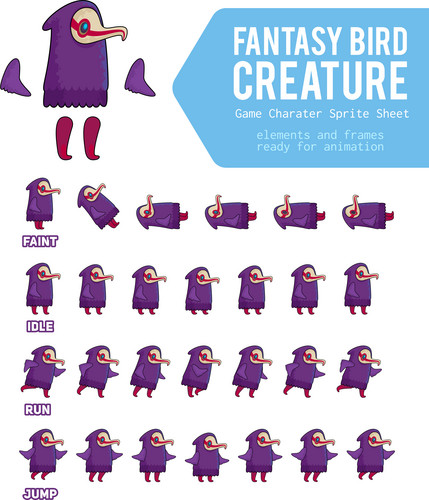 FANTASY BIRD
CREATURE
Game Charater Sprite Sheet
elements and frames
ready for animation
FAINT
IDLE
RUN
JUMP